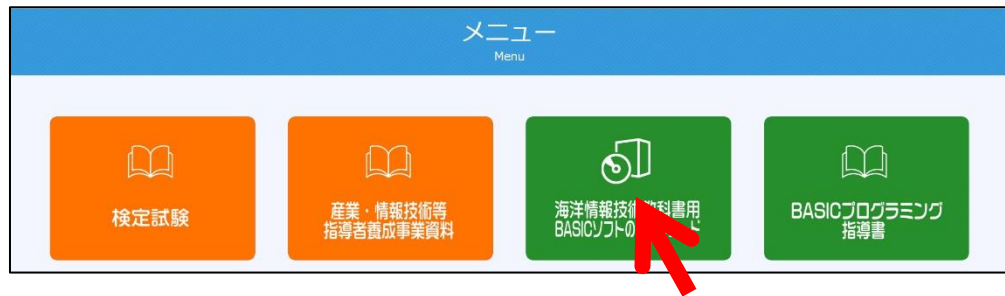 メニュー
Menu
検定試験
産業・情報技術等
指導者養成事業資料
海洋情報技術 教科書用
BASICソフトの ド
BASICプログラミング
指導書